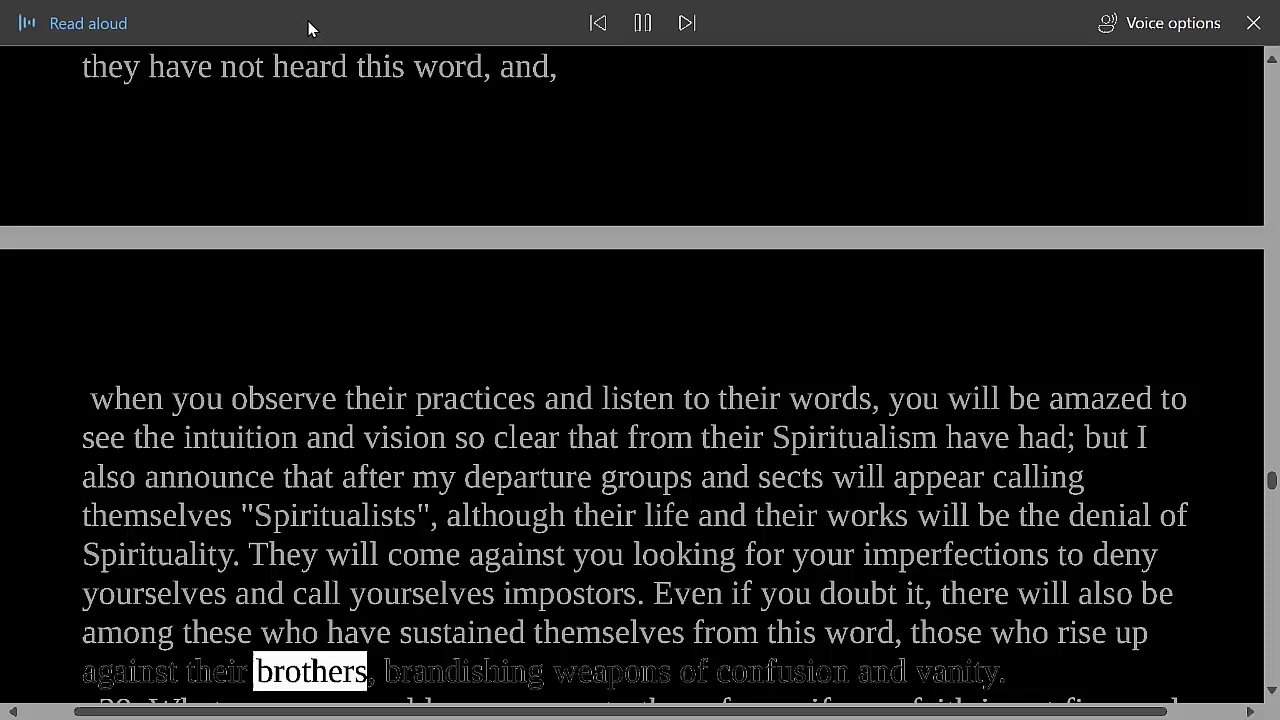 Read aloud
Voice options
they have not heard this word, and,
when you observe their practices and listen to their words, you will be amazed to
see the intuition and vision so clear that from their Spiritualism have had; but I
also announce that after my departure groups and sects will appear calling
themselves "Spiritualists", although their life and their works will be the denial of
Spirituality. They will come against you looking for your imperfections to deny
yourselves and call yourselves impostors. Even if you doubt it, there will also be
among these who have sustained themselves from this word, those who rise up
against their brothers, brandishing weapons of confusion and vanity.